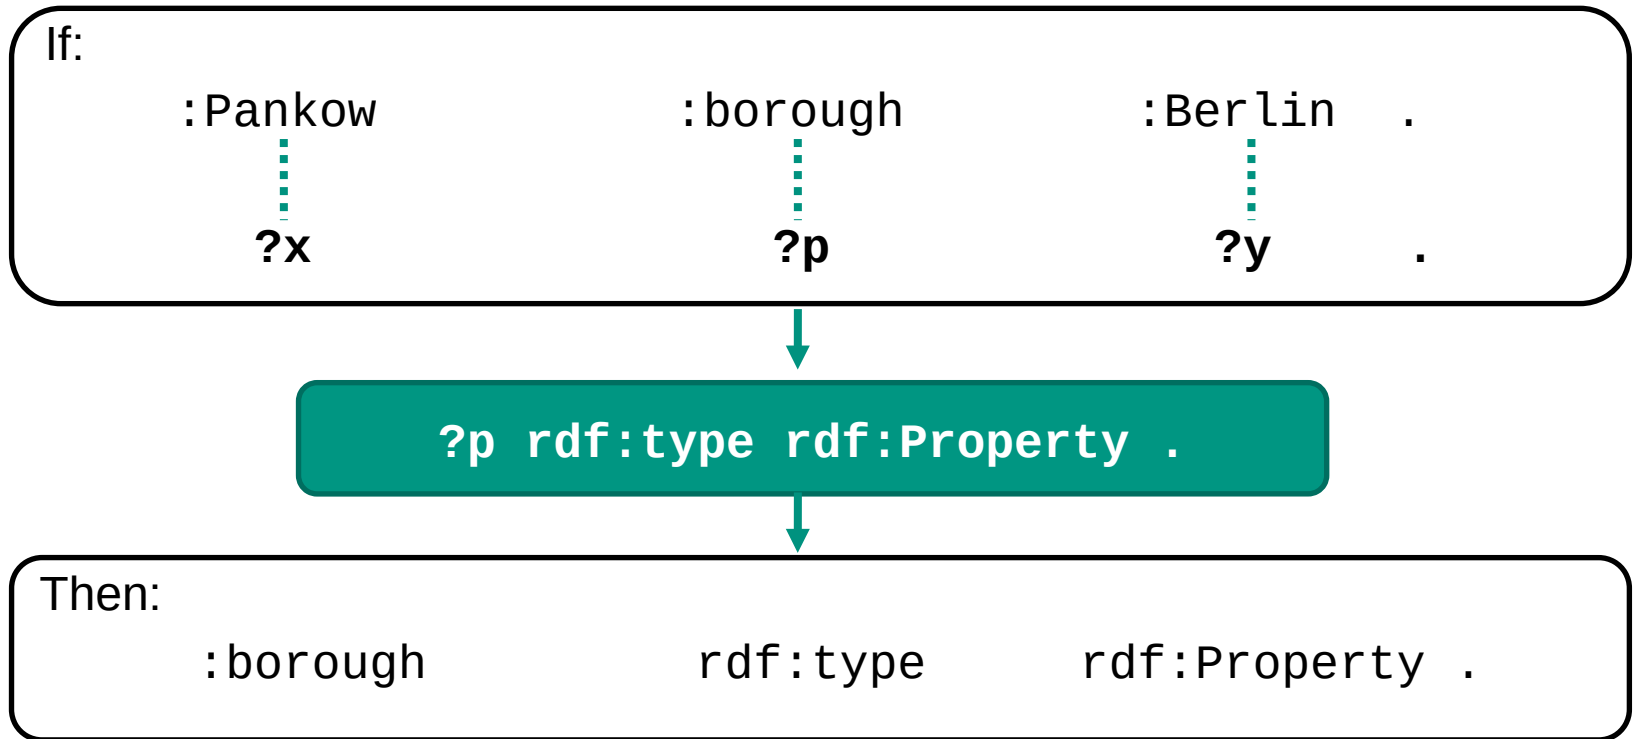 If:
:Pankow :borough :Berlin .
?x ?p ?y .
?p rdf:type rdf:Property .
Then:
:borough rdf:type rdf:Property .